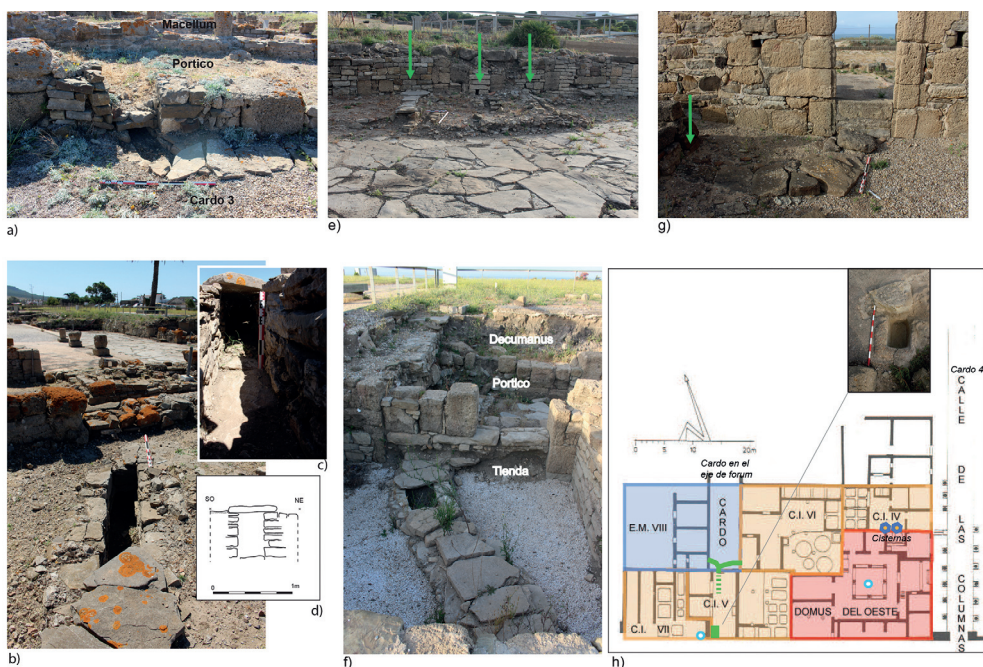 Macellum
Portico
Cardo 3
a)
e)
g)
b)
c)
SO
NE
0
1m
d)
Decumanus
Portico
Tienda
f)
Cardo 4
CALLE
DE
LAS
COLUMNAS
0
5
10
20m
Cardo en el
eje de forum
E.M. VIII
CARDO
C.I. VI
C.I. IV
Cisternas
C.I. V
C.I. VII
DOMUS
DEL OESTE
h)